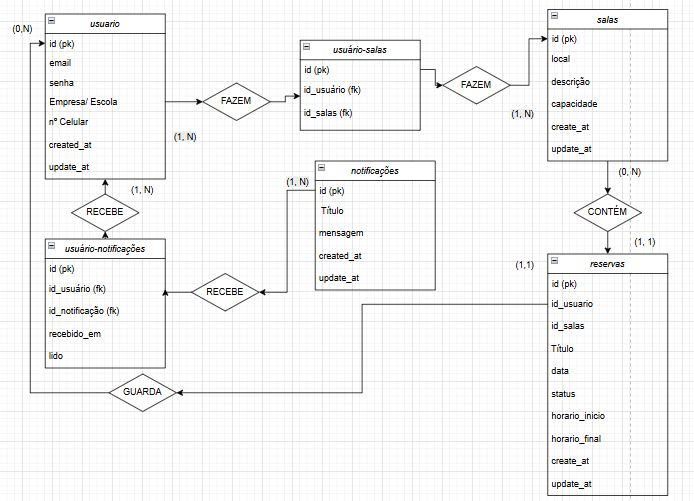 (0,N)
usuario
id (pk)
email
senha
Empresa/ Escola
nº Celular
created_at
update_at
FAZEM
(1, N)
usuário-salas
id (pk)
id_usuário (fk)
id_salas (fk)
FAZEM
(1, N)
salas
id (pk)
local
descrição
capacidade
create_at
update_at
(0, N)
CONTÉM
(1, 1)
(1, N)
RECEBE
usuário-notificações
id (pk)
id_usuário (fk)
id_notificação (fk)
recebido_em
lido
RECEBE
(1, N)
notificações
id (pk)
Título
mensagem
created_at
update_at
(1,1)
reservas
id (pk)
id_usuario
id_salas
Título
data
status
horario_inicio
horario_final
create_at
update_at
GUARDA